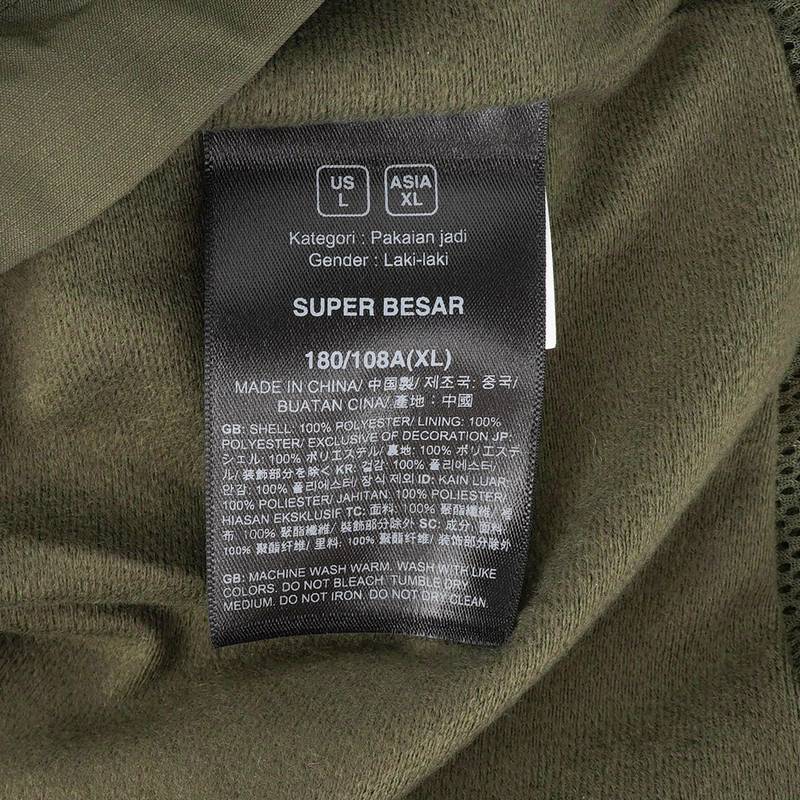 US
L
ASIA
XL
Kategori : Pakaian jadi
Gender : Laki-laki
SUPER BESAR
180/108A(XL)
MADE IN CHINA/ 中国製/ 제조국: 중국/
BUATAN CINA/ 產地: 中國
GB: SHELL: 100% POLYESTER/ LINING: 100%
POLYESTER/ EXCLUSIVE OF DECORATION JP:
シェル: 100% ポリエステル/ 裏地: 100% ポリエステ
ル/ 装飾部分を除く KR: 겉감: 100% 폴리에스터/
안감: 100% 폴리에스터/ 장식 제외 ID: KAIN LUAR:
100% POLIESTER/ JAHITAN: 100% POLIESTER/
HIASAN EKSKLUSIF TC: 面料: 100% 聚酯纖維/ 裡
布: 100% 聚酯纖維/ 裝飾部分除外 SC: 成分: 面料:
100% 聚酯纤维/ 里料: 100% 聚酯纤维/ 装饰部分除外
GB: MACHINE WASH WARM. WASH WITH LIKE
COLORS. DO NOT BLEACH. TUMBLE DRY
MEDIUM. DO NOT IRON. DO NOT DRY CLEAN.